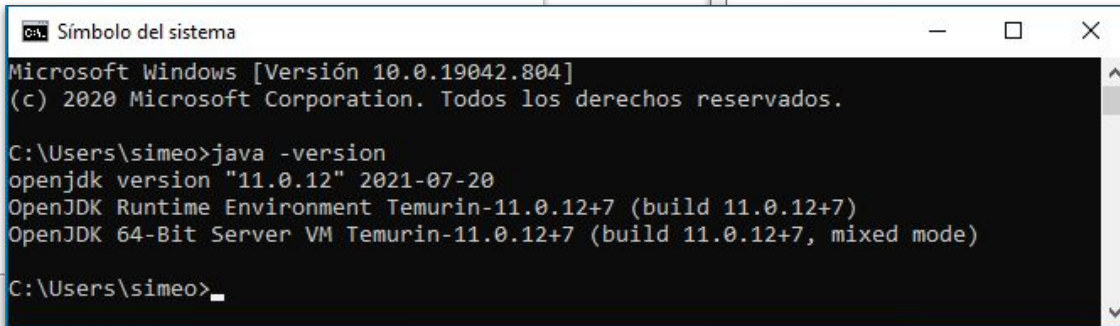 Símbolo del sistema
Microsoft Windows [Versión 10.0.19042.804]
(c) 2020 Microsoft Corporation. Todos los derechos reservados.
C:\Users\simeo>java -version
openjdk version "11.0.12" 2021-07-20
OpenJDK Runtime Environment Temurin-11.0.12+7 (build 11.0.12+7)
OpenJDK 64-Bit Server VM Temurin-11.0.12+7 (build 11.0.12+7, mixed mode)
C:\Users\simeo>